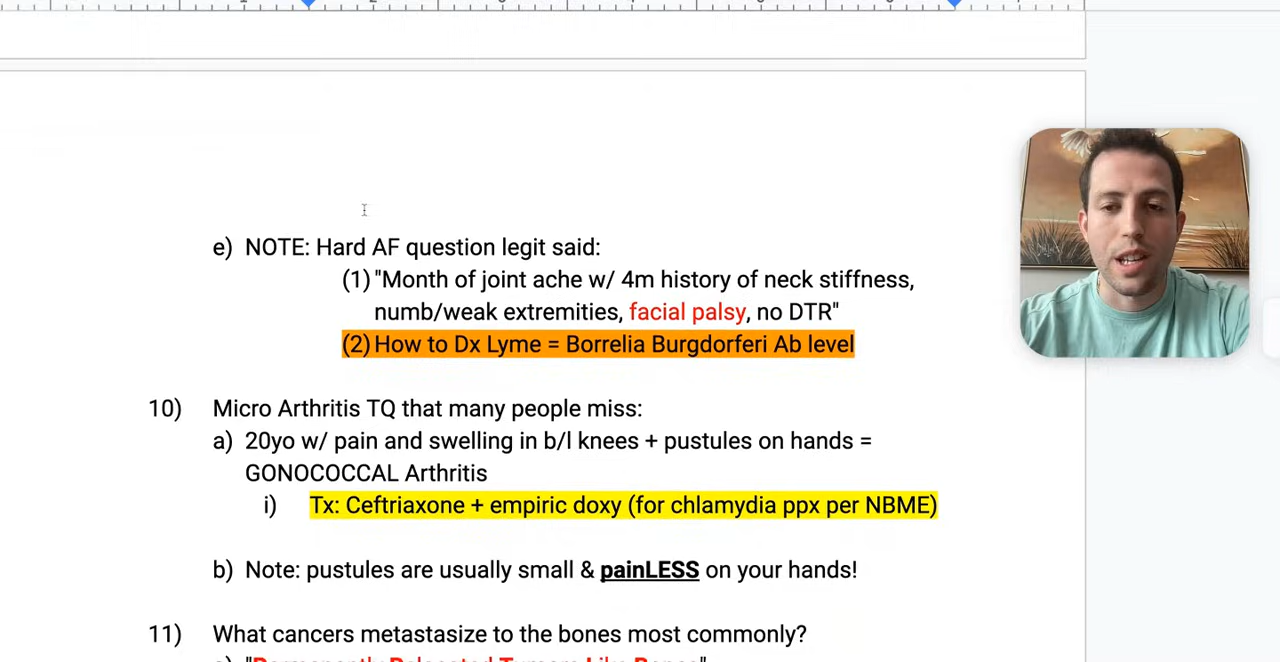 e) NOTE: Hard AF question legit said:
(1) "Month of joint ache w/ 4m history of neck stiffness,
numb/weak extremities, facial palsy, no DTR"
(2) How to Dx Lyme = Borrelia Burgdorferi Ab level
10) Micro Arthritis TQ that many people miss:
a) 20yo w/ pain and swelling in b/l knees + pustules on hands =
GONOCOCCAL Arthritis
i) Tx: Ceftriaxone + empiric doxy (for chlamydia ppx per NBME)
b) Note: pustules are usually small & painLESS on your hands!
11) What cancers metastasize to the bones most commonly?